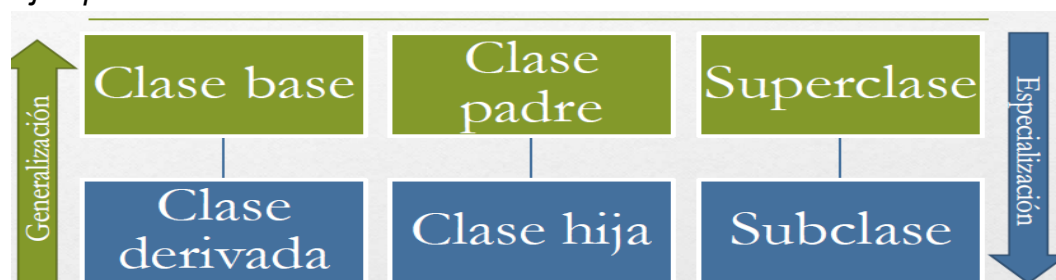 Generalización
Clase base
Clase
padre
Superclase
Especialización
Clase
derivada
Clase hija
Subclase